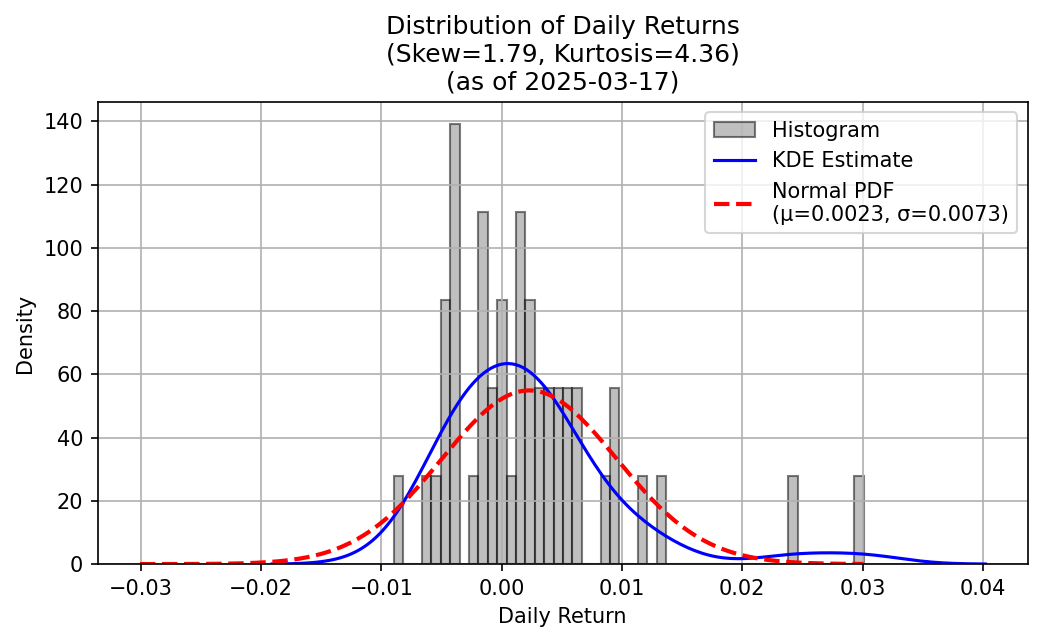 Distribution of Daily Returns
(Skew=1.79, Kurtosis=4.36)
(as of 2025-03-17)
Histogram
KDE Estimate
Normal PDF
(μ=0.0023, σ=0.0073)
Density
140
120
100
80
60
40
20
0
−0.03 −0.02 −0.01 0.00 0.01 0.02 0.03 0.04
Daily Return